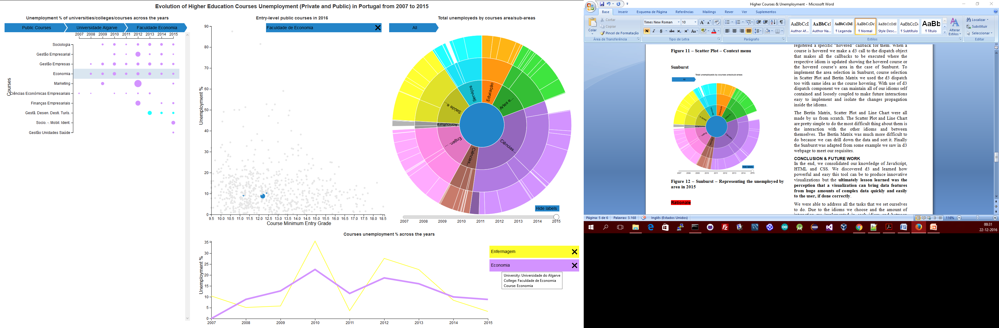 Evolution of Higher Education Courses Unemployment (Private and Public) in Portugal from 2007 to 2015
Unemployment % of universities/colleges/courses across the years
Public Courses
Universidade Algarve
Faculdade Economia
2007 2008 2009 2010 2011 2012 2013 2014 2015
Courses
Sociologia
Gestão Empresarial
Gestão Empresas
Economia
Marketing
Ciências Económicas Empresariais
Finanças Empresariais
Gestã. Desen. Desti. Turís.
Socio. -. Mobil. Ident.
Gestão Unidades Saúde
Entry-level public courses in 2016
Faculdade de Economia
Unemployment %
90
80
70
60
50
40
30
20
10
0
9.5 10.0 10.5 11.0 11.5 12.0 12.5 13.0 13.5 14.0 14.5 15.0 15.5 16.0 16.5 17.0 17.5 18.0 18.5
Course Minimum Entry Grade
Total unemployeds by courses area/sub-areas
All
Educação
Artes e...
Ciências...
Ciências...
Engen. ...
Agricultura
Saúde e...
Serviços
Hide labels
2007 2008 2009 2010 2011 2012 2013 2014 2015
Courses unemployment % across the years
Unemployment %
35
30
25
20
15
10
5
0
2007 2008 2009 2010 2011 2012 2013 2014 2015
Enfermagem
Economia
University: Universidade do Algarve
College: Faculdade de Economia
Course: Economia
Higher Courses & Unemployment - Microsoft Word
Base Inserir Esquema de Página Referências Mailings Rever Ver Suplementos
Colar
Cortar
Copiar
Pincel de Formatação
Área de Transferência
Times New Roman 10
Tipo de Letra
Parágrafo
AaBbCcI AaBbCcl AaBbCcDdI AaBbCcDd AaBbCcDdE AaBbCcDc AaBb
Author Af... Author Na... ¶ Legenda ¶ Normal Style Desc... ¶ Subtítulo ¶ Título
Alterar Estilos
Estilos
Localizar
Substituir
Seleccionar
Editar
Figure 11 – Scatter Plot – Context menu
Sunburst
Total unemployeds by courses area/sub-areas
All
Hide labels
2007 2008 2009 2010 2011 2012 2013 2014 2015
Figure 12 – Sunburst – Representing the unemployed by
area in 2015
Rationale
registered a specific "hovered" callback for them. When a
course is hovered we make a d3 call to the dispatch object
that makes all the callbacks to be executed where the
respective idiom is updated showing the hovered course or
the hovered course's area in the case of Sunburst. To
implement the area selection in Sunburst, course selection
in Scatter Plot and Bertin Matrix we used the d3 dispatch
too with same idea as the course hovering. With use of d3
dispatch component we can maintain all of our idioms self
contained and loosely coupled to make future interactions
easy to implement and isolate the changes propagation
inside the idioms.
The Bertin Matrix, Scatter Plot and Line Chart were all
made by us from scratch. The Scatter Plot and Line Chart
are pretty simple to do the most difficult thing about them is
the interaction with the other idioms and between
themselves. The Bertin Matrix was much more difficult to
do because we can drill down the data and sort it. Finally
the Sunburst was adapted from some example we saw in d3
webpage to meet our requisites.
CONCLUSION & FUTURE WORK
In the end, we consolidated our knowledge of JavaScript,
HTML and CSS. We discovered d3 and learned how
powerful and easy this tool can be to produce innovative
visualizations but the ultimately lesson learned was the
perception that a visualization can bring data features
from huge amounts of complex data quickly and easily
to the user, if done correctly.
We were able to address all the tasks that we set ourselves
to do. Due to the idioms we choose and the amount of
Página: 5 de 6 Palavras: 3.168 Inglês (Estados Unidos) 116%
00:31
22-12-2016